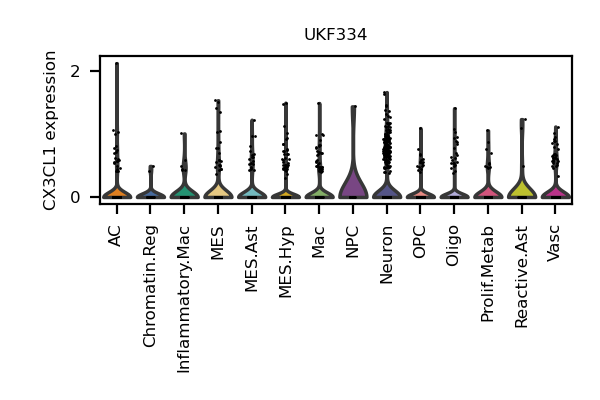 UKF334
CX3CL1 expression
2
0
AC
Chromatin.Reg
Inflammatory.Mac
MES
MES.Ast
MES.Hyp
Mac
NPC
Neuron
OPC
Oligo
Prolif.Metab
Reactive.Ast
Vasc